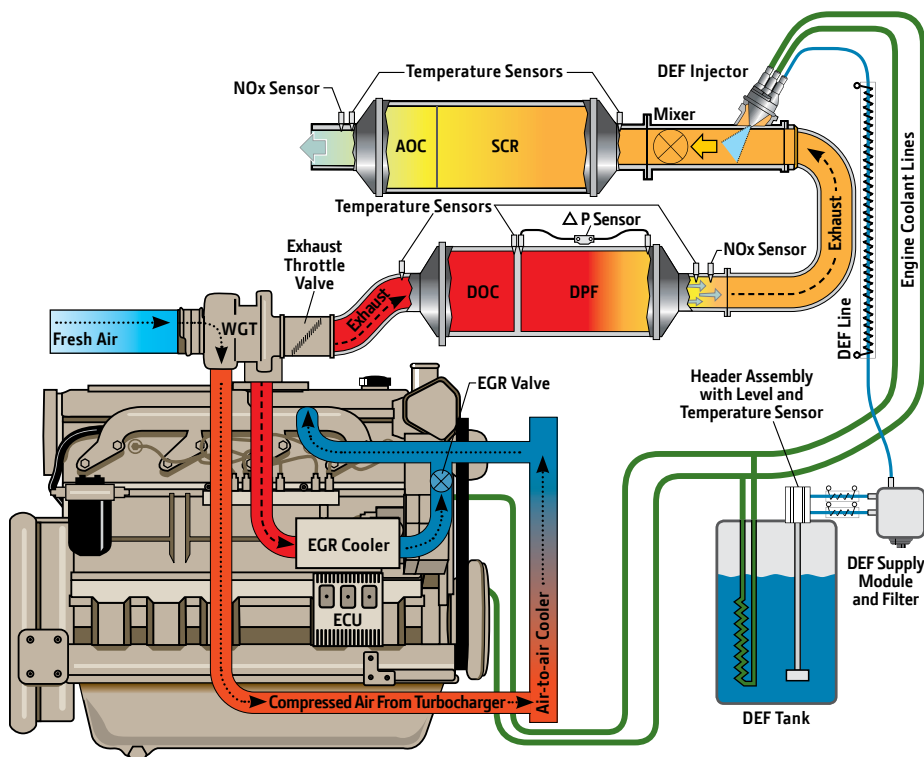 Temperature Sensors
DEF Injector
NOx Sensor
Mixer
AOC
SCR
Temperature Sensors
△ P Sensor
NOx Sensor
Exhaust
Throttle
Valve
Exhaust
DOC
DPF
Exhaust
Engine Coolant Lines
DEF Line
WGT
Fresh Air
EGR Valve
Header Assembly
with Level and
Temperature Sensor
EGR Cooler
ECU
Air-to-air Cooler
DEF Supply
Module
and Filter
Compressed Air From Turbocharger
DEF Tank